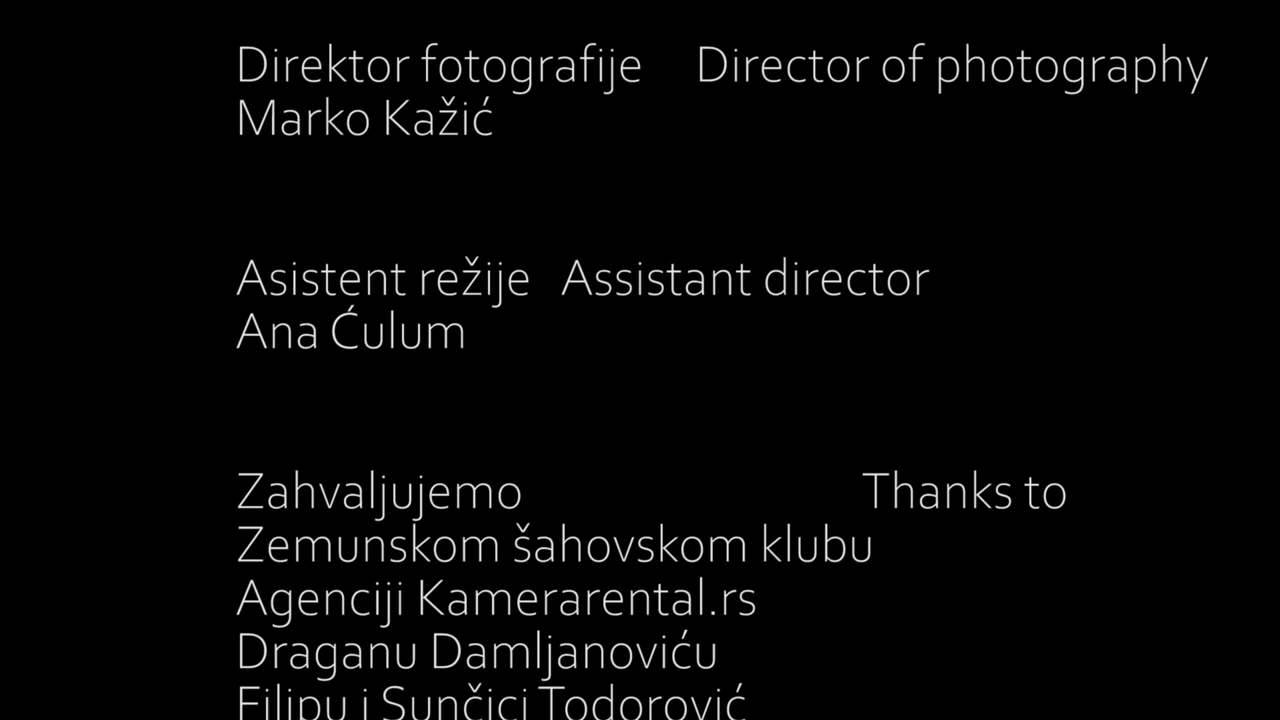 Direktor fotografije Director of photography
Marko Kažić
Asistent režije Assistant director
Ana Ćulum
Zahvaljujemo Thanks to
Zemunskom šahovskom klubu
Agenciji Kamerarental.rs
Draganu Damljanoviću
Filipu i Sunčici Todorović